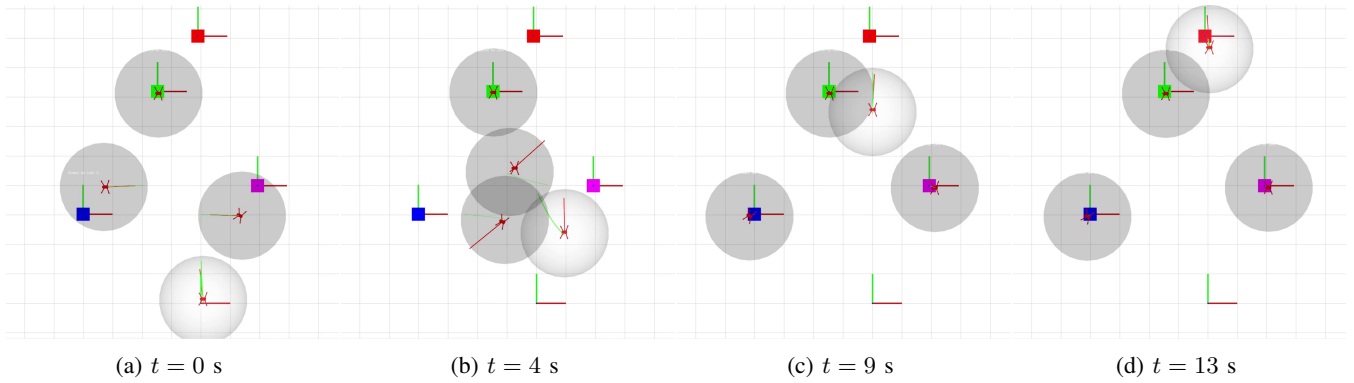 (a) t = 0 s
(b) t = 4 s
(c) t = 9 s
(d) t = 13 s